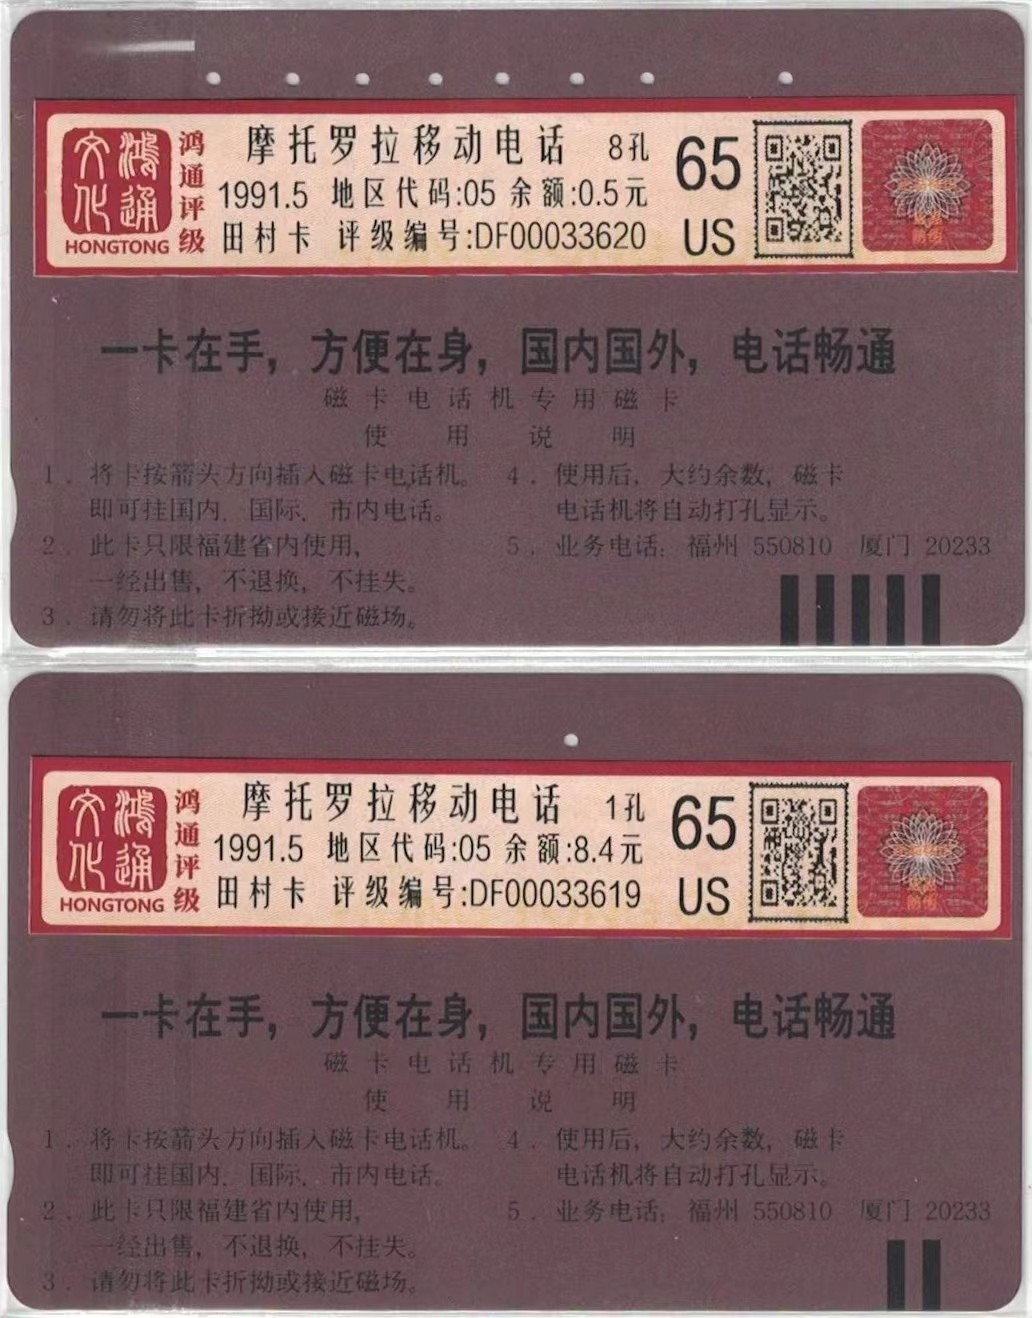 文鸿
化通
HONGTONG
鸿通评级
摩托罗拉移动电话 8孔
1991.5 地区代码:05 余额:0.5元
田村卡 评级编号:DF00033620
65
US
一卡在手，方便在身，国内国外，电话畅通
磁卡电话机专用磁卡
使用说明
1．将卡按箭头方向插入磁卡电话机。
即可挂国内．国际．市内电话。
2．此卡只限福建省内使用，
一经出售，不退换，不挂失。
3．请勿将此卡折拗或接近磁场。
4．使用后，大约余数，磁卡
电话机将自动打孔显示。
5．业务电话：福州 550810 厦门 20233
文鸿
化通
HONGTONG
鸿通评级
摩托罗拉移动电话 1孔
1991.5 地区代码:05 余额:8.4元
田村卡 评级编号:DF00033619
65
US
一卡在手，方便在身，国内国外，电话畅通
磁卡电话机专用磁卡
使用说明
1．将卡按箭头方向插入磁卡电话机。
即可挂国内．国际．市内电话。
2．此卡只限福建省内使用，
一经出售，不退换，不挂失。
3．请勿将此卡折拗或接近磁场。
4．使用后，大约余数，磁卡
电话机将自动打孔显示。
5．业务电话：福州 550810 厦门 20233